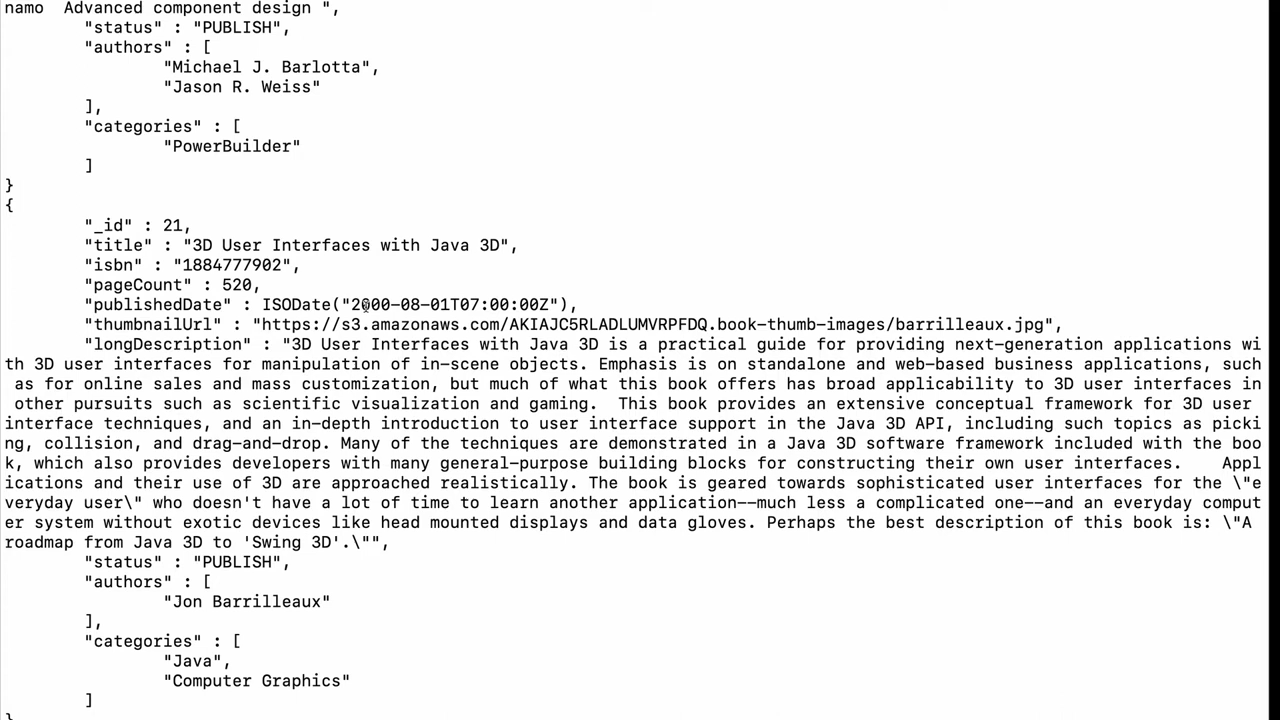 namo  Advanced component design ",
"status" : "PUBLISH",
"authors" : [
"Michael J. Barlotta",
"Jason R. Weiss"
],
"categories" : [
"PowerBuilder"
]
}
{
"_id" : 21,
"title" : "3D User Interfaces with Java 3D",
"isbn" : "1884777902",
"pageCount" : 520,
"publishedDate" : ISODate("2000-08-01T07:00:00Z"),
"thumbnailUrl" : "https://s3.amazonaws.com/AKIAJC5RLADLUMVRPFDQ.book-thumb-images/barrilleaux.jpg",
"longDescription" : "3D User Interfaces with Java 3D is a practical guide for providing next-generation applications wi
th 3D user interfaces for manipulation of in-scene objects. Emphasis is on standalone and web-based business applications, such
as for online sales and mass customization, but much of what this book offers has broad applicability to 3D user interfaces in
other pursuits such as scientific visualization and gaming.  This book provides an extensive conceptual framework for 3D user
interface techniques, and an in-depth introduction to user interface support in the Java 3D API, including such topics as picki
ng, collision, and drag-and-drop. Many of the techniques are demonstrated in a Java 3D software framework included with the boo
k, which also provides developers with many general-purpose building blocks for constructing their own user interfaces.    Appl
ications and their use of 3D are approached realistically. The book is geared towards sophisticated user interfaces for the \"e
veryday user\" who doesn't have a lot of time to learn another application--much less a complicated one--and an everyday comput
er system without exotic devices like head mounted displays and data gloves. Perhaps the best description of this book is: \"A
roadmap from Java 3D to 'Swing 3D'.\"",
"status" : "PUBLISH",
"authors" : [
"Jon Barrilleaux"
],
"categories" : [
"Java",
"Computer Graphics"
]
}